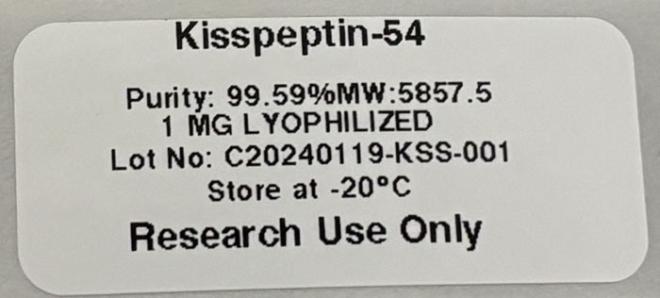 Kisspeptin-54
Purity: 99.59%MW:5857.5
1 MG LYOPHILIZED
Lot No: C20240119-KSS-001
Store at -20°C
Research Use Only